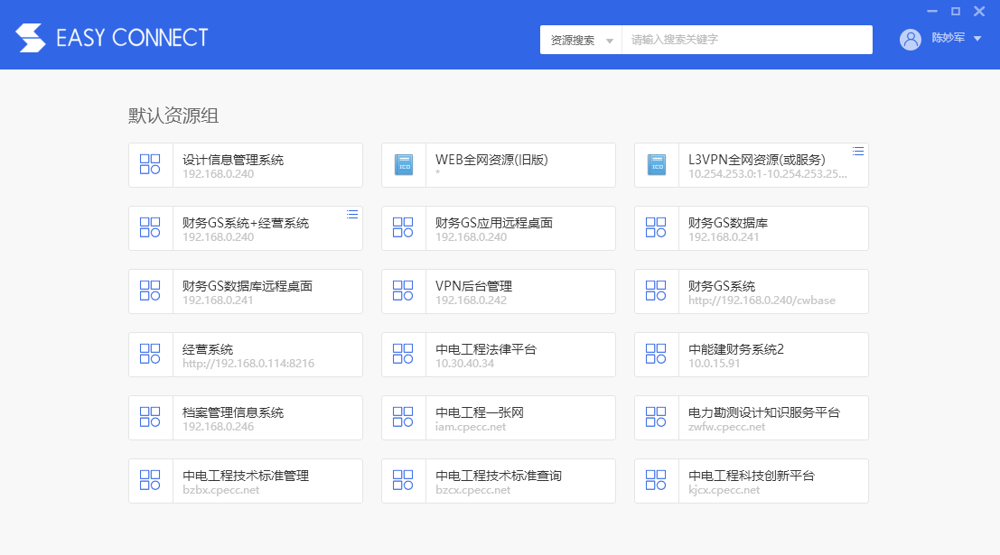 EASY CONNECT
资源搜索
请输入搜索关键字
陈妙军
默认资源组
设计信息管理系统
192.168.0.240
WEB全网资源(旧版)
*
L3VPN全网资源(或服务)
10.254.253.0:1-10.254.253.25...
财务GS系统+经营系统
192.168.0.240
财务GS应用远程桌面
192.168.0.240
财务GS数据库
192.168.0.241
财务GS数据库远程桌面
192.168.0.241
VPN后台管理
192.168.0.242
财务GS系统
http://192.168.0.240/cwbase
经营系统
http://192.168.0.114:8216
中电工程法律平台
10.30.40.34
中能建财务系统2
10.0.15.91
档案管理信息系统
192.168.0.246
中电工程一张网
iam.cpecc.net
电力勘测设计知识服务平台
zwfw.cpecc.net
中电工程技术标准管理
bzbx.cpecc.net
中电工程技术标准查询
bzcx.cpecc.net
中电工程科技创新平台
kjcx.cpecc.net